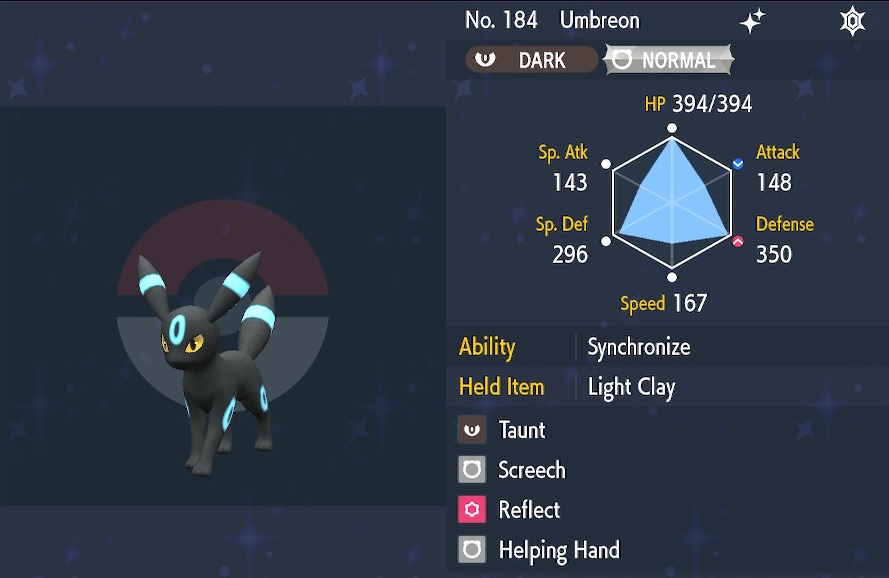 No. 184 Umbreon
DARK NORMAL
HP 394/394
Sp. Atk
143
Attack
148
Sp. Def
296
Defense
350
Speed 167
Ability Synchronize
Held Item Light Clay
Taunt
Screech
Reflect
Helping Hand